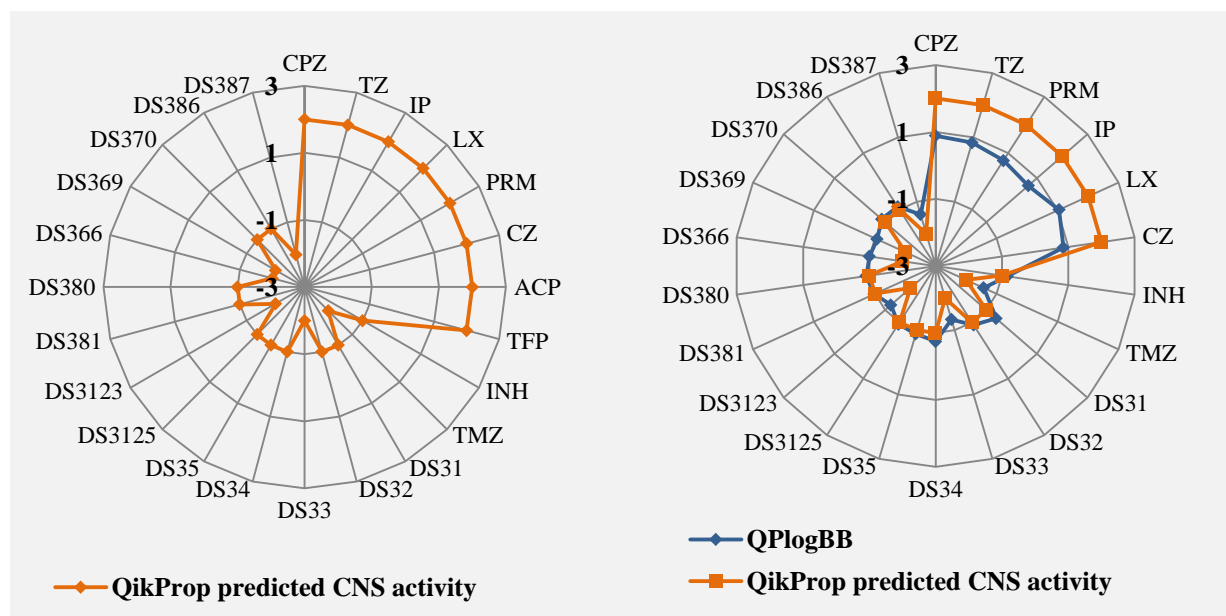 CPZ
TZ
IP
LX
PRM
CZ
ACP
TFP
INH
TMZ
DS31
DS32
DS33
DS34
DS35
DS3125
DS3123
DS381
DS380
DS366
DS369
DS370
DS386
DS387
3
1
-1
-3
QikProp predicted CNS activity
CPZ
TZ
PRM
IP
LX
CZ
INH
TMZ
DS31
DS32
DS33
DS34
DS35
DS3125
DS3123
DS381
DS380
DS366
DS369
DS370
DS386
DS387
3
1
-1
-3
QPlogBB
QikProp predicted CNS activity